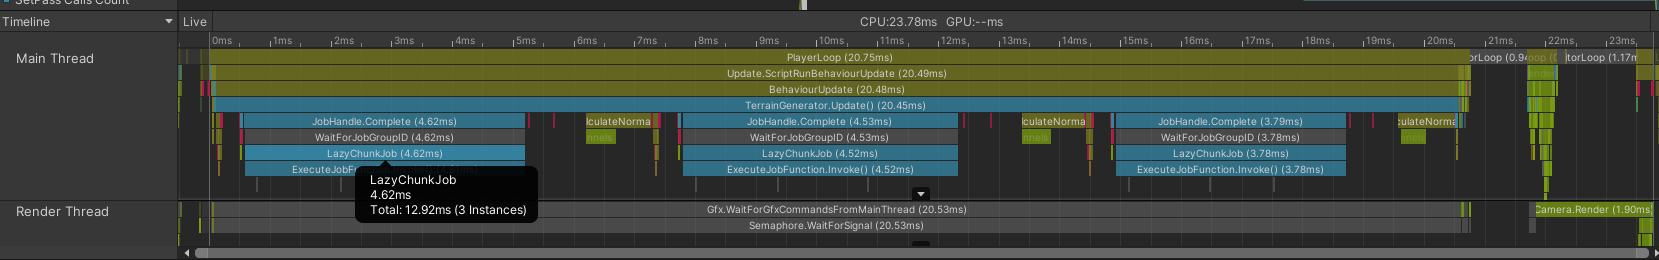 SetPass Calls Count
Timeline Live CPU:23.78ms GPU:--ms
0ms 1ms 2ms 3ms 4ms 5ms 6ms 7ms 8ms 9ms 10ms 11ms 12ms 13ms 14ms 15ms 16ms 17ms 18ms 19ms 20ms 21ms 22ms 23ms
Main Thread PlayerLoop (20.75ms) orLoop (0.94 itorLoop (1.17m
Update.ScriptRunBehaviourUpdate (20.49ms)
BehaviourUpdate (20.48ms)
TerrainGenerator.Update() (20.45ms)
JobHandle.Complete (4.62ms) lculateNorma JobHandle.Complete (4.53ms) lculateNorma JobHandle.Complete (3.79ms) culateNorma
WaitForJobGroupID (4.62ms) WaitForJobGroupID (4.53ms) WaitForJobGroupID (3.78ms)
LazyChunkJob (4.62ms) LazyChunkJob (4.52ms) LazyChunkJob (3.78ms)
ExecuteJobF ExecuteJobFunction.Invoke() (4.52ms) ExecuteJobFunction.Invoke() (3.78ms)
LazyChunkJob
4.62ms
Total: 12.92ms (3 Instances)
Render Thread Gfx.WaitForGfxCommandsFromMainThread (20.53ms) Camera.Render (1.90ms)
Semaphore.WaitForSignal (20.53ms)